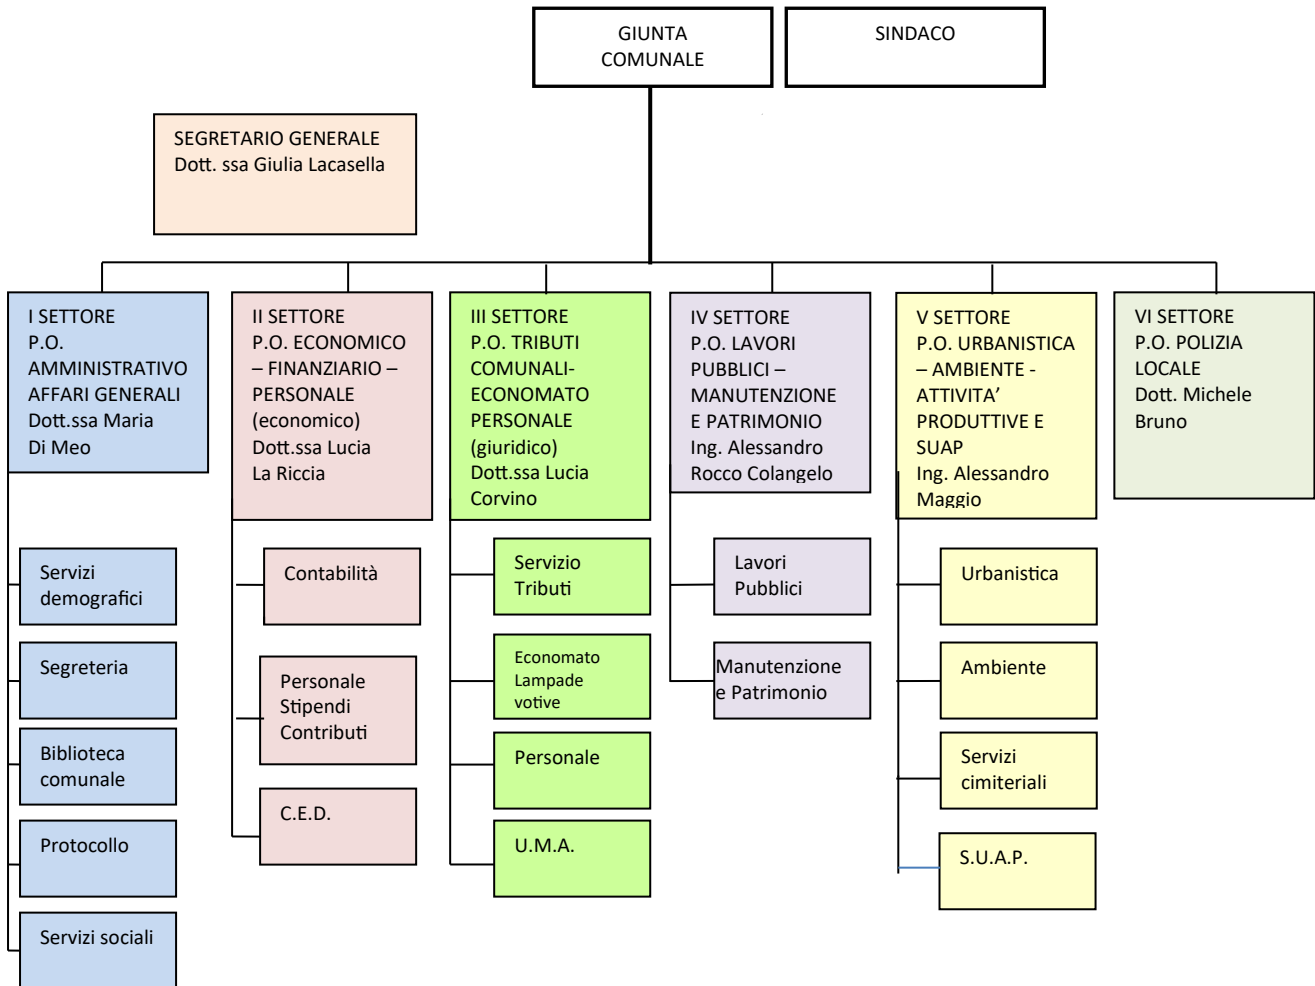 GIUNTA
COMUNALE
SINDACO
SEGRETARIO GENERALE
Dott. ssa Giulia Lacasella
I SETTORE
P.O.
AMMINISTRATIVO
AFFARI GENERALI
Dott.ssa Maria
Di Meo
II SETTORE
P.O. ECONOMICO
– FINANZIARIO –
PERSONALE
(economico)
Dott.ssa Lucia
La Riccia
III SETTORE
P.O. TRIBUTI
COMUNALI-
ECONOMATO
PERSONALE
(giuridico)
Dott.ssa Lucia
Corvino
IV SETTORE
P.O. LAVORI
PUBBLICI –
MANUTENZIONE
E PATRIMONIO
Ing. Alessandro
Rocco Colangelo
V SETTORE
P.O. URBANISTICA
– AMBIENTE -
ATTIVITA’
PRODUTTIVE E
SUAP
Ing. Alessandro
Maggio
VI SETTORE
P.O. POLIZIA
LOCALE
Dott. Michele
Bruno
Servizi
demografici
Segreteria
Biblioteca
comunale
Protocollo
Servizi sociali
Contabilità
Personale
Stipendi
Contributi
C.E.D.
Servizio
Tributi
Economato
Lampade
votive
Personale
U.M.A.
Lavori
Pubblici
Manutenzione
e Patrimonio
Urbanistica
Ambiente
Servizi
cimiteriali
S.U.A.P.